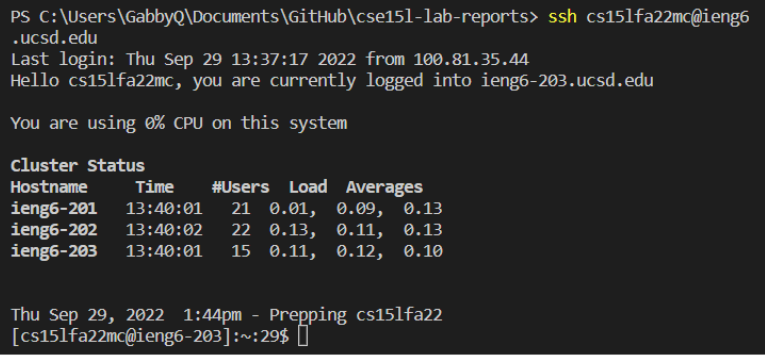 PS C:\Users\GabbyQ\Documents\GitHub\cse15l-lab-reports> ssh cs15lfa22mc@ieng6
.ucsd.edu
Last login: Thu Sep 29 13:37:17 2022 from 100.81.35.44
Hello cs15lfa22mc, you are currently logged into ieng6-203.ucsd.edu
You are using 0% CPU on this system
Cluster Status
Hostname     Time    #Users  Load  Averages
ieng6-201   13:40:01   21  0.01,  0.09,  0.13
ieng6-202   13:40:02   22  0.13,  0.11,  0.13
ieng6-203   13:40:01   15  0.11,  0.12,  0.10
Thu Sep 29, 2022  1:44pm - Prepping cs15lfa22
[cs15lfa22mc@ieng6-203]:~:29$